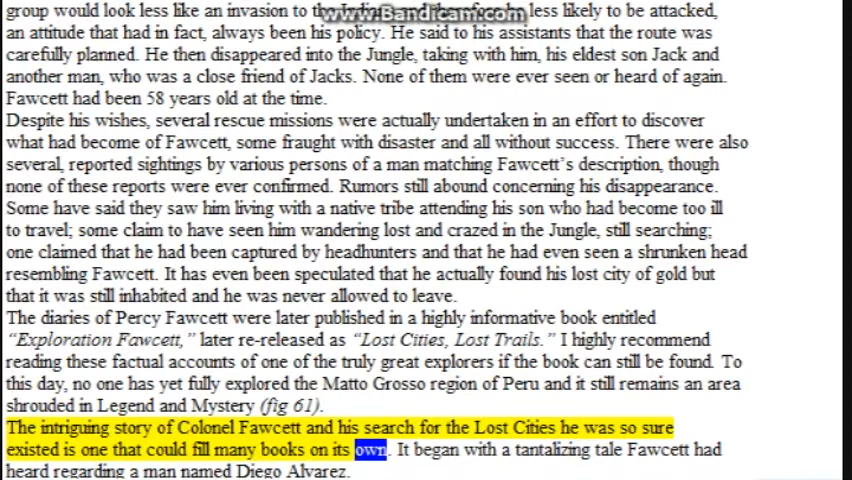 group would look less like an invasion to the Indians and therefore be less likely to be attacked,
www.Bandicam.com
an attitude that had in fact, always been his policy. He said to his assistants that the route was
carefully planned. He then disappeared into the Jungle, taking with him, his eldest son Jack and
another man, who was a close friend of Jacks. None of them were ever seen or heard of again.
Fawcett had been 58 years old at the time.
Despite his wishes, several rescue missions were actually undertaken in an effort to discover
what had become of Fawcett, some fraught with disaster and all without success. There were also
several, reported sightings by various persons of a man matching Fawcett's description, though
none of these reports were ever confirmed. Rumors still abound concerning his disappearance.
Some have said they saw him living with a native tribe attending his son who had become too ill
to travel; some claim to have seen him wandering lost and crazed in the Jungle, still searching;
one claimed that he had been captured by headhunters and that he had even seen a shrunken head
resembling Fawcett. It has even been speculated that he actually found his lost city of gold but
that it was still inhabited and he was never allowed to leave.
The diaries of Percy Fawcett were later published in a highly informative book entitled
“Exploration Fawcett,” later re-released as “Lost Cities, Lost Trails.” I highly recommend
reading these factual accounts of one of the truly great explorers if the book can still be found. To
this day, no one has yet fully explored the Matto Grosso region of Peru and it still remains an area
shrouded in Legend and Mystery (fig 61).
The intriguing story of Colonel Fawcett and his search for the Lost Cities he was so sure
existed is one that could fill many books on its own. It began with a tantalizing tale Fawcett had
heard regarding a man named Diego Alvarez.